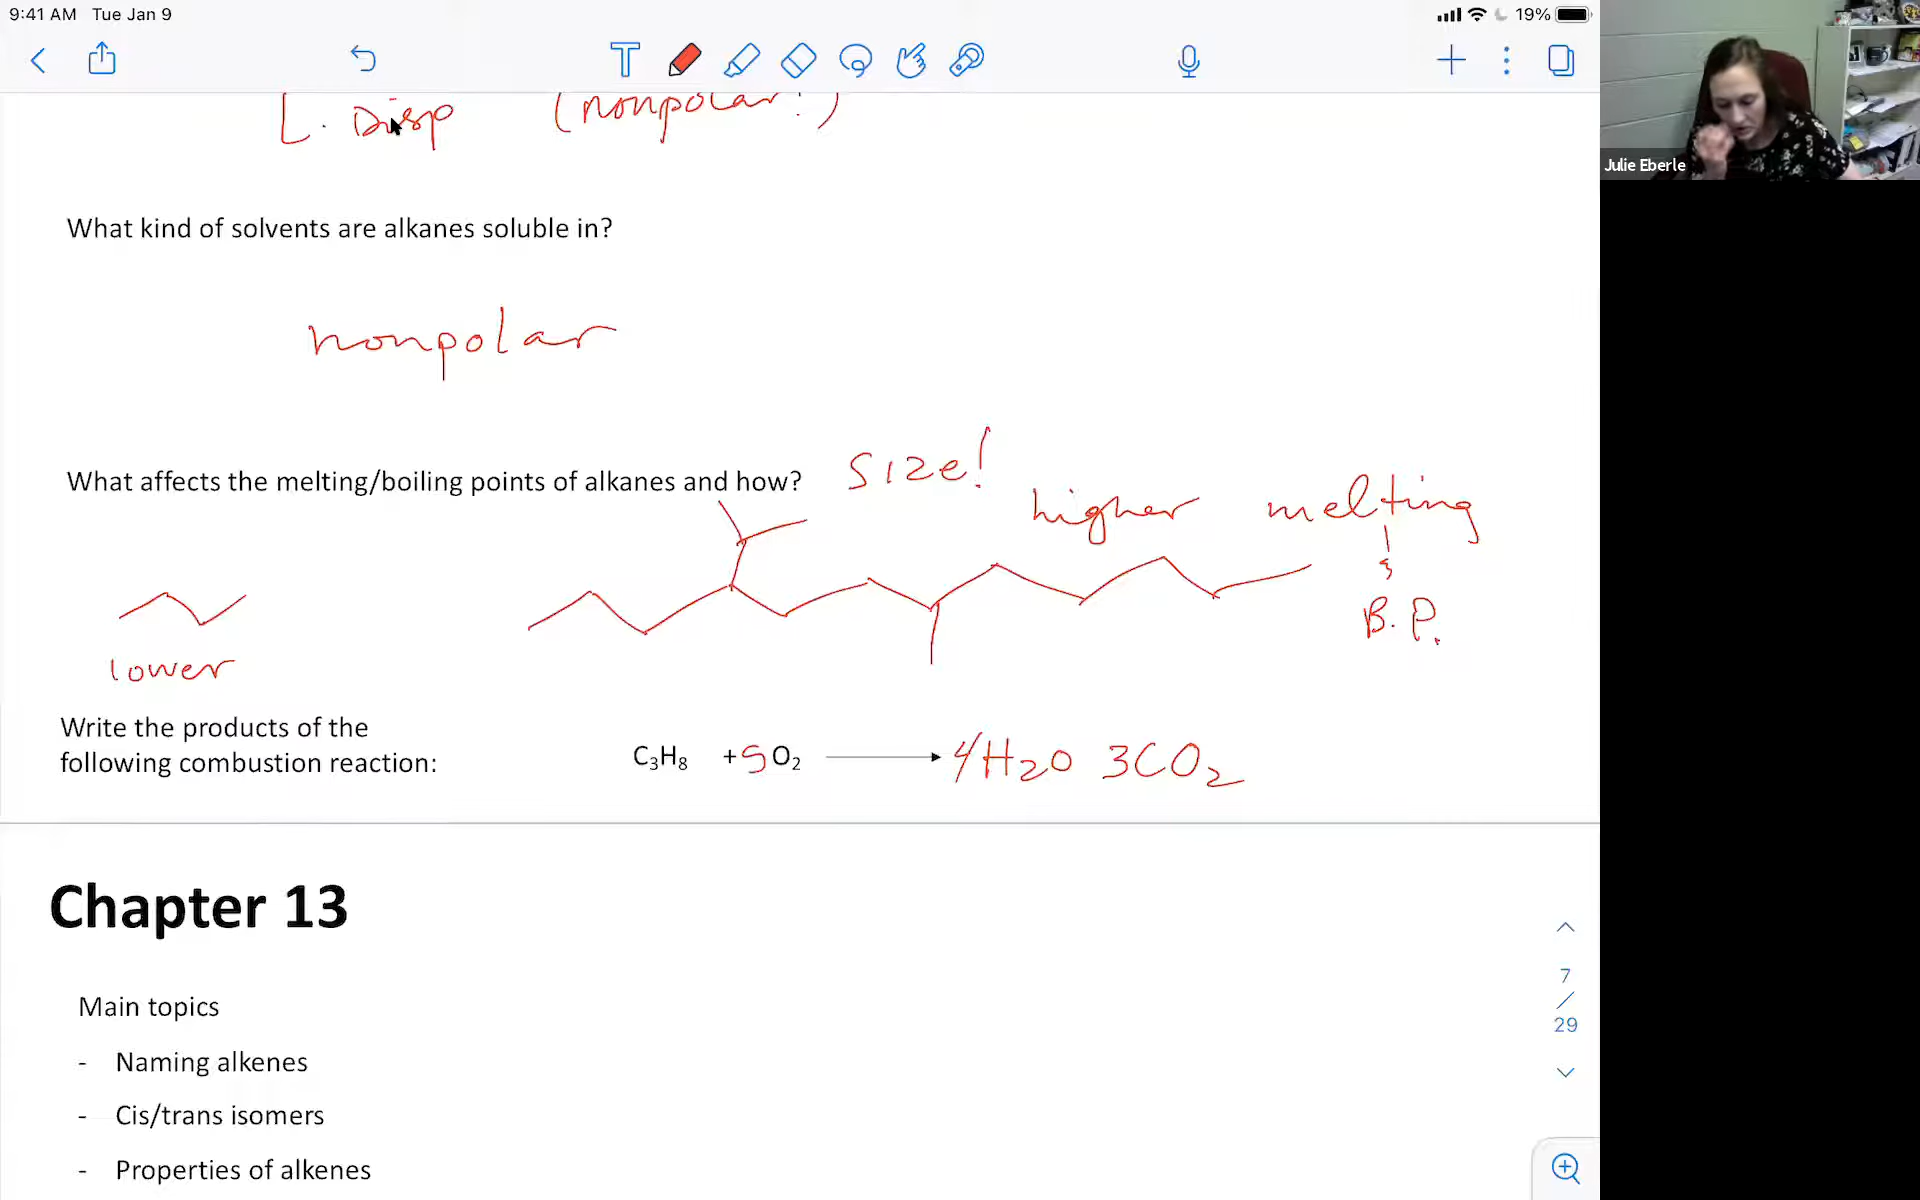 9:41 AM Tue Jan 9
19%
Julie Eberle
L. Disp (nonpolar!)
What kind of solvents are alkanes soluble in?
nonpolar
What affects the melting/boiling points of alkanes and how? Size!
higher melting
& B.P.
lower
Write the products of the
following combustion reaction:
C₃H₈ + 5 O₂ → 4H₂O 3CO₂
Chapter 13
Main topics
- Naming alkenes
- Cis/trans isomers
- Properties of alkenes
7
/
29